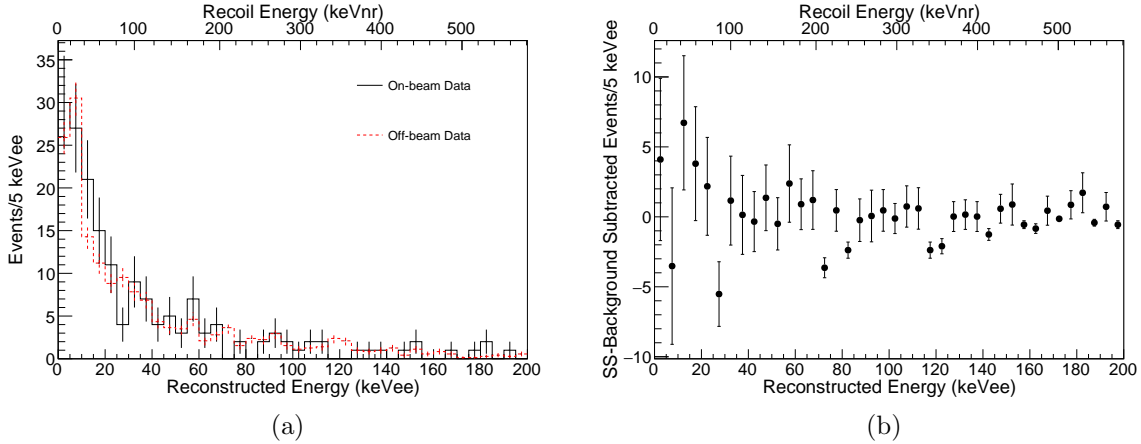 Recoil Energy (keVnr)
0 100 200 300 400 500
Events/5 keVee
35
30
25
20
15
10
5
0
On-beam Data
Off-beam Data
0 20 40 60 80 100 120 140 160 180 200
Reconstructed Energy (keVee)
(a)
Recoil Energy (keVnr)
0 100 200 300 400 500
SS-Background Subtracted Events/5 keVee
10
5
0
−5
−10
0 20 40 60 80 100 120 140 160 180 200
Reconstructed Energy (keVee)
(b)